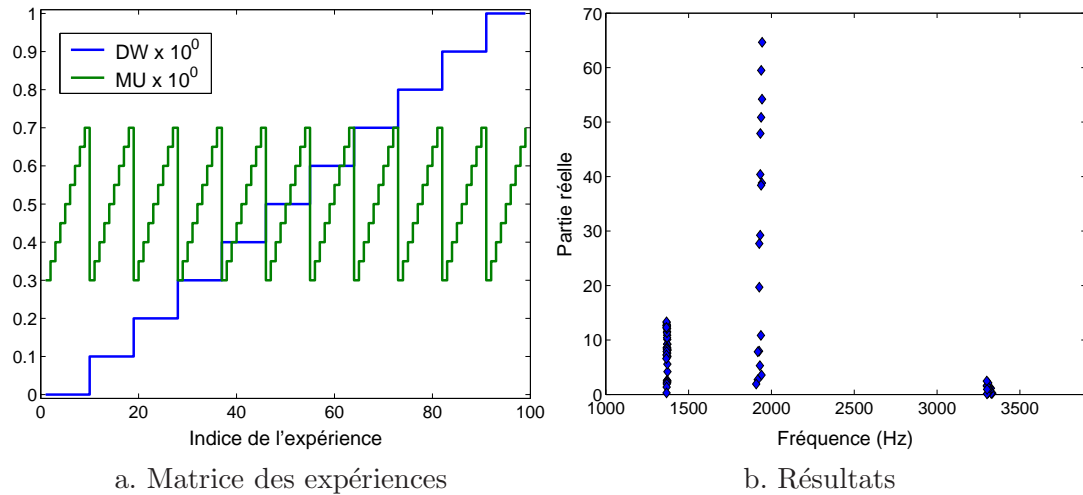 1
0.9
0.8
0.7
0.6
0.5
0.4
0.3
0.2
0.1
0
DW x 10⁰
MU x 10⁰
0 20 40 60 80 100
Indice de l'expérience
a. Matrice des expériences
70
60
50
40
30
20
10
0
Partie réelle
1000 1500 2000 2500 3000 3500
Fréquence (Hz)
b. Résultats